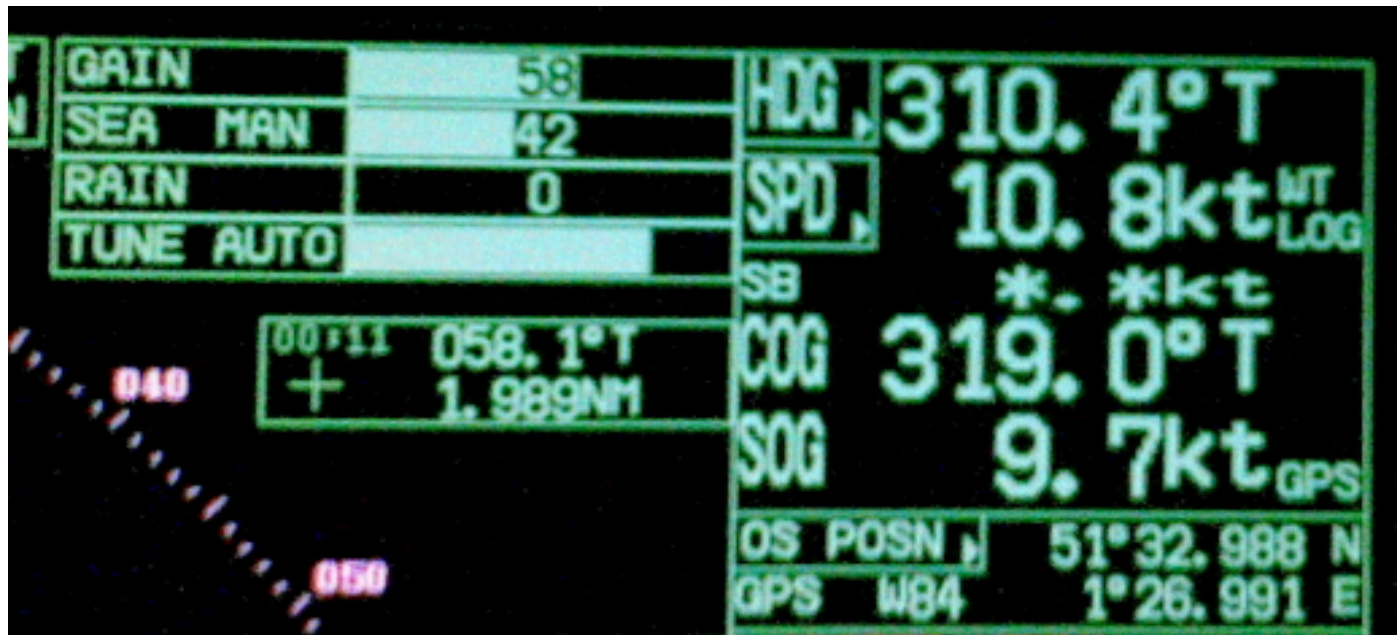 GAIN 58
SEA MAN 42
RAIN 0
TUNE AUTO
00:11 058.1°T
1.989NM
040
050
HDG 310.4°T
SPD 10.8kt WT LOG
SB *.*kt
COG 319.0°T
SOG 9.7kt GPS
OS POSN 51°32.988 N
GPS W84 1°26.991 E